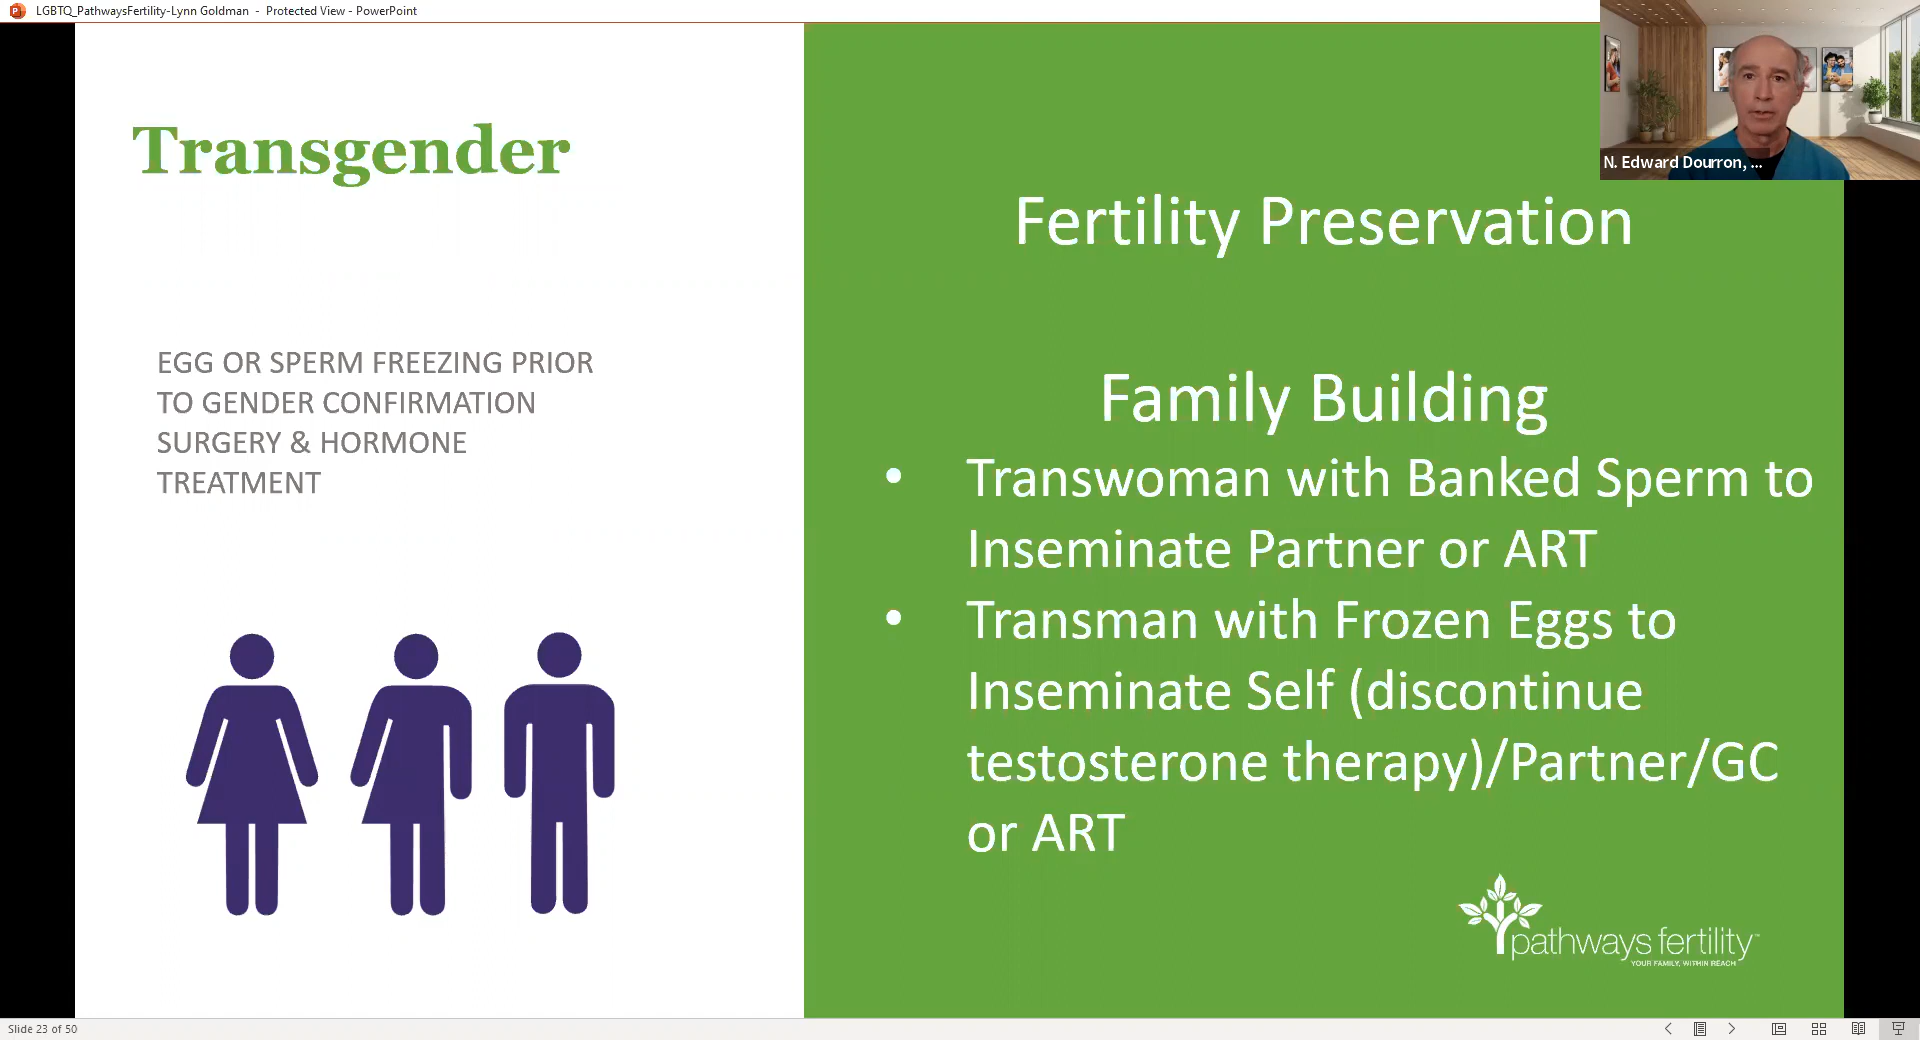 LGBTQ_PathwaysFertility-Lynn Goldman - Protected View - PowerPoint
N. Edward Dourron, ...
Transgender
EGG OR SPERM FREEZING PRIOR
TO GENDER CONFIRMATION
SURGERY & HORMONE
TREATMENT
Fertility Preservation
Family Building
• Transwoman with Banked Sperm to
Inseminate Partner or ART
• Transman with Frozen Eggs to
Inseminate Self (discontinue
testosterone therapy)/Partner/GC
or ART
pathways fertility™
YOUR FAMILY, WITHIN REACH
Slide 23 of 50